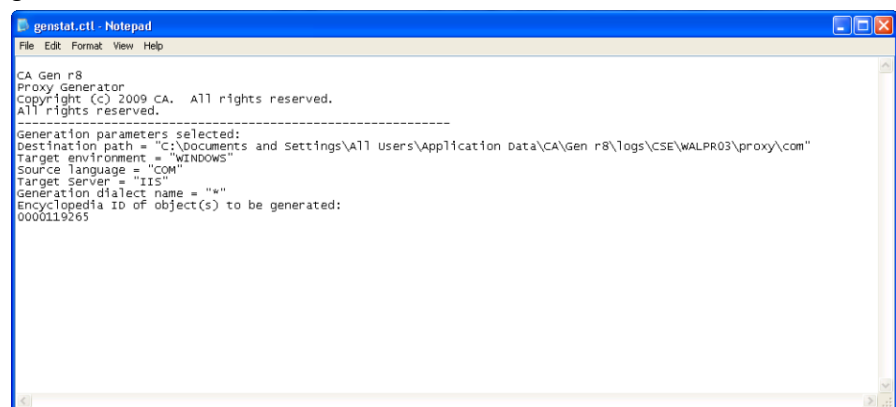 genstat.ctl - Notepad
File Edit Format View Help
CA Gen r8
Proxy Generator
Copyright (c) 2009 CA.  All rights reserved.
All rights reserved.
------------------------------------------------------------
Generation parameters selected:
Destination path = "C:\Documents and Settings\All Users\Application Data\CA\Gen r8\logs\CSE\WALPR03\proxy\com"
Target environment = "WINDOWS"
Source language = "COM"
Target Server = "IIS"
Generation dialect name = "*"
Encyclopedia ID of object(s) to be generated:
0000119265